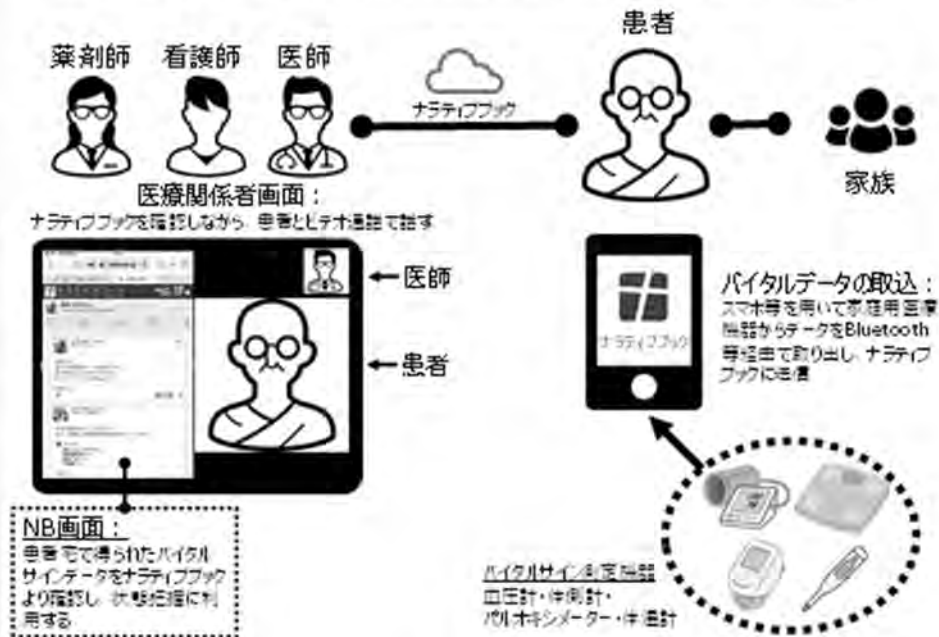 患者
薬剤師 看護師 医師
ナラティブブック
家族
医療関係者画面：
ナラティブブックを確認しながら、患者とビデオ通話で話す
医師
患者
ナラティブブック
バイタルデータの取込：
スマホ等を用いて家庭用医療
機器からデータをBluetooth
等経由で取り出し、ナラティブ
ブックに送信
NB画面：
患者宅で得られたバイタル
サインデータをナラティブブック
より確認し、状態把握に利
用する
バイタルサイン測定機器
血圧計・体側計・
パルオキシメーター・体温計